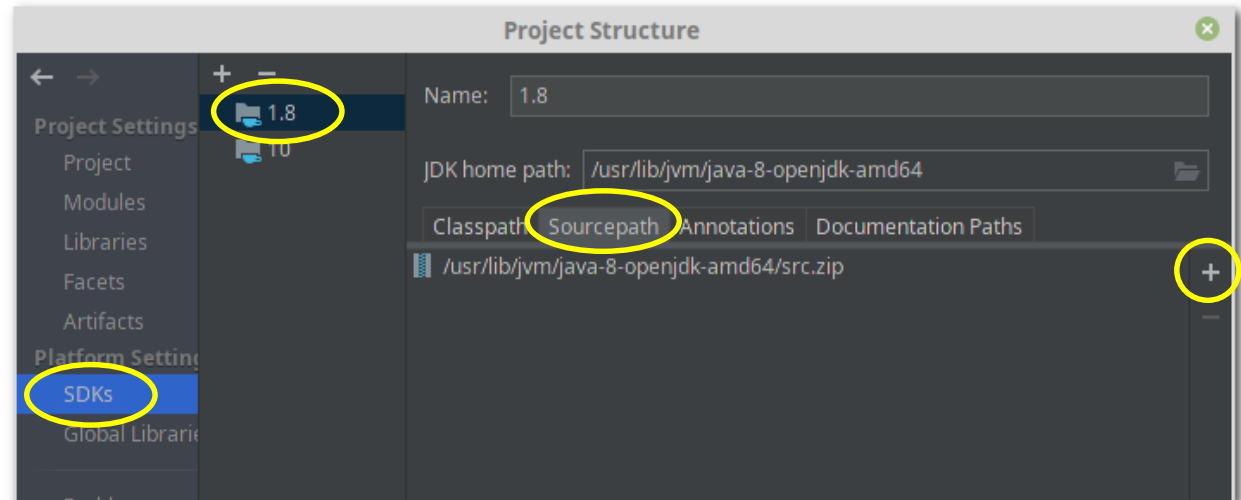 Project Structure
Project Settings
Project
Modules
Libraries
Facets
Artifacts
Platform Setting
SDKs
Global Librarie
1.8
10
Name: 1.8
JDK home path: /usr/lib/jvm/java-8-openjdk-amd64
Classpath Sourcepath Annotations Documentation Paths
/usr/lib/jvm/java-8-openjdk-amd64/src.zip